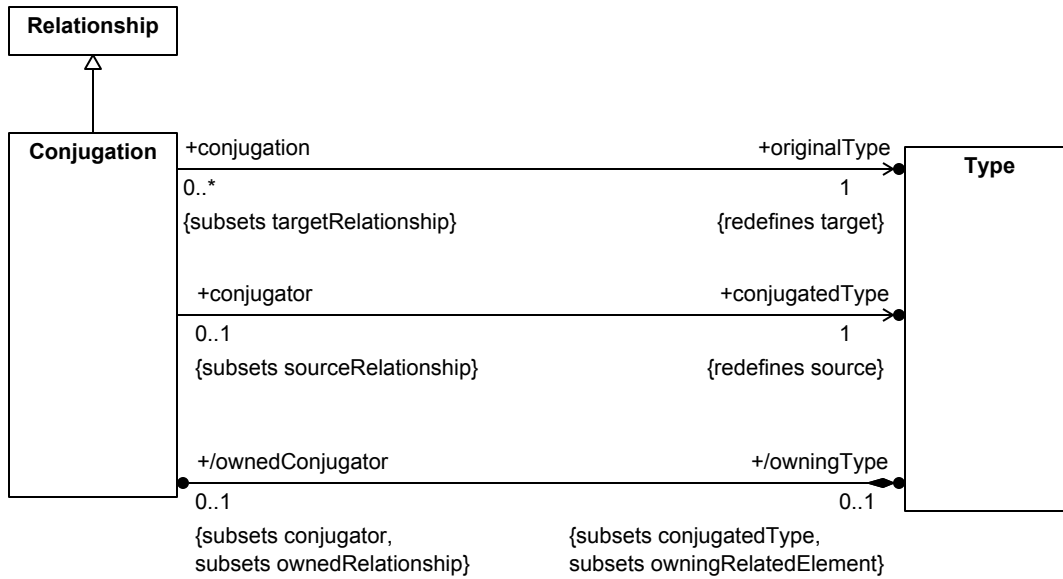 Relationship
Conjugation
Type
+conjugation
+originalType
0..*
1
{subsets targetRelationship}
{redefines target}
+conjugator
+conjugatedType
0..1
1
{subsets sourceRelationship}
{redefines source}
+/ownedConjugator
+/owningType
0..1
0..1
{subsets conjugator,
subsets ownedRelationship}
{subsets conjugatedType,
subsets owningRelatedElement}